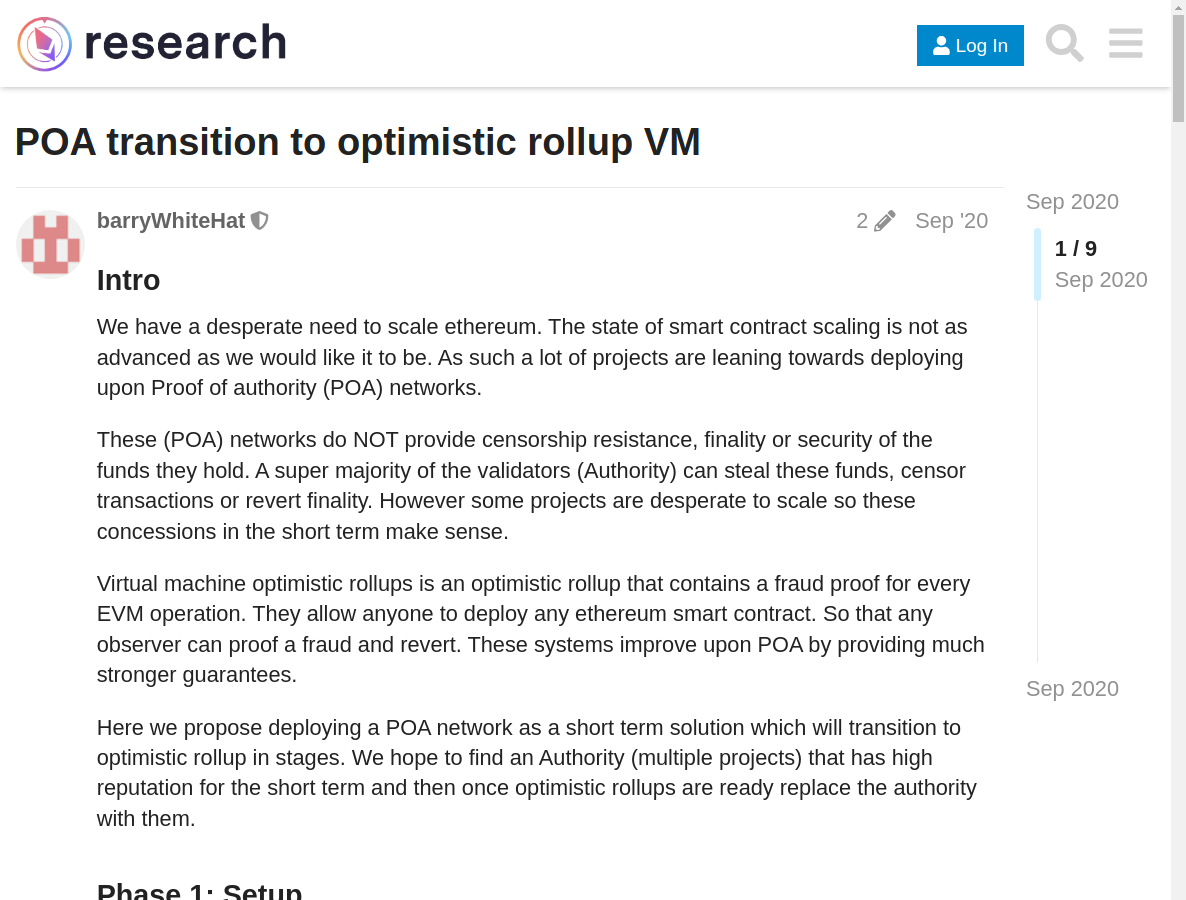 research
Log In
POA transition to optimistic rollup VM
barryWhiteHat
2
Sep '20
Intro
We have a desperate need to scale ethereum. The state of smart contract scaling is not as
advanced as we would like it to be. As such a lot of projects are leaning towards deploying
upon Proof of authority (POA) networks.
These (POA) networks do NOT provide censorship resistance, finality or security of the
funds they hold. A super majority of the validators (Authority) can steal these funds, censor
transactions or revert finality. However some projects are desperate to scale so these
concessions in the short term make sense.
Virtual machine optimistic rollups is an optimistic rollup that contains a fraud proof for every
EVM operation. They allow anyone to deploy any ethereum smart contract. So that any
observer can proof a fraud and revert. These systems improve upon POA by providing much
stronger guarantees.
Here we propose deploying a POA network as a short term solution which will transition to
optimistic rollup in stages. We hope to find an Authority (multiple projects) that has high
reputation for the short term and then once optimistic rollups are ready replace the authority
with them.
Phase 1: Setup
Sep 2020
1 / 9
Sep 2020
Sep 2020